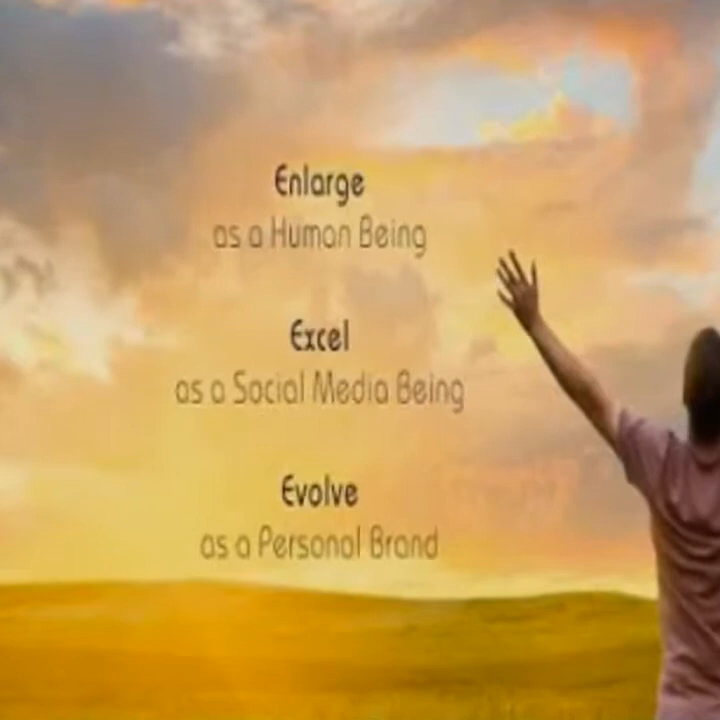 Enlarge
as a Human Being
Excel
as a Social Media Being
Evolve
as a Personal Brand